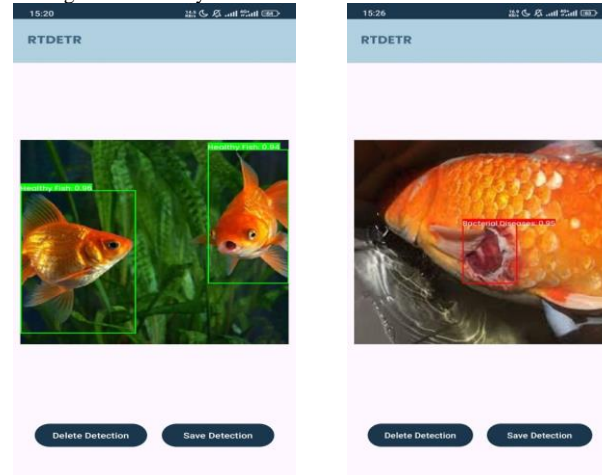 15:20
RTDETR
Healthy Fish: 0.94
Healthy Fish: 0.96
Delete Detection
Save Detection
15:26
RTDETR
Bacterial Diseases: 0.95
Delete Detection
Save Detection